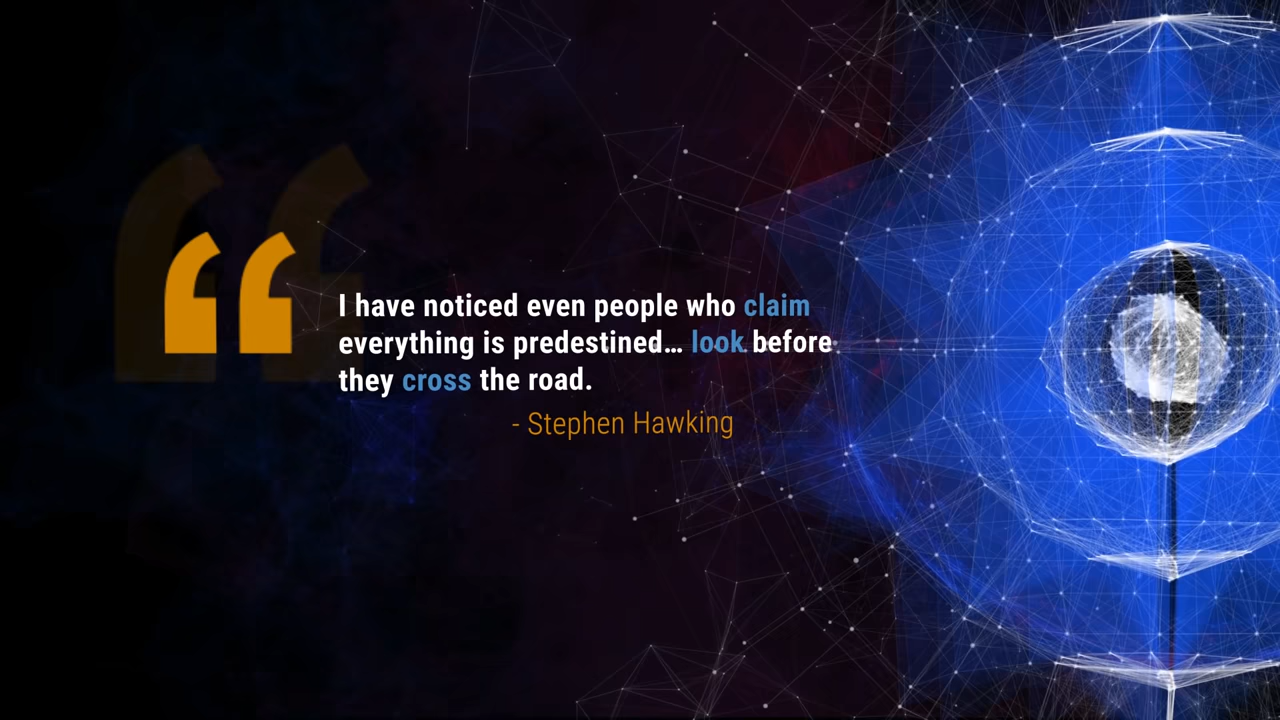 I have noticed even people who claim
everything is predestined... look before
they cross the road.
- Stephen Hawking